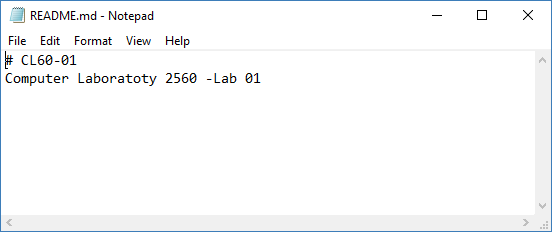 README.md - Notepad
File Edit Format View Help
# CL60-01
Computer Laboratoty 2560 -Lab 01